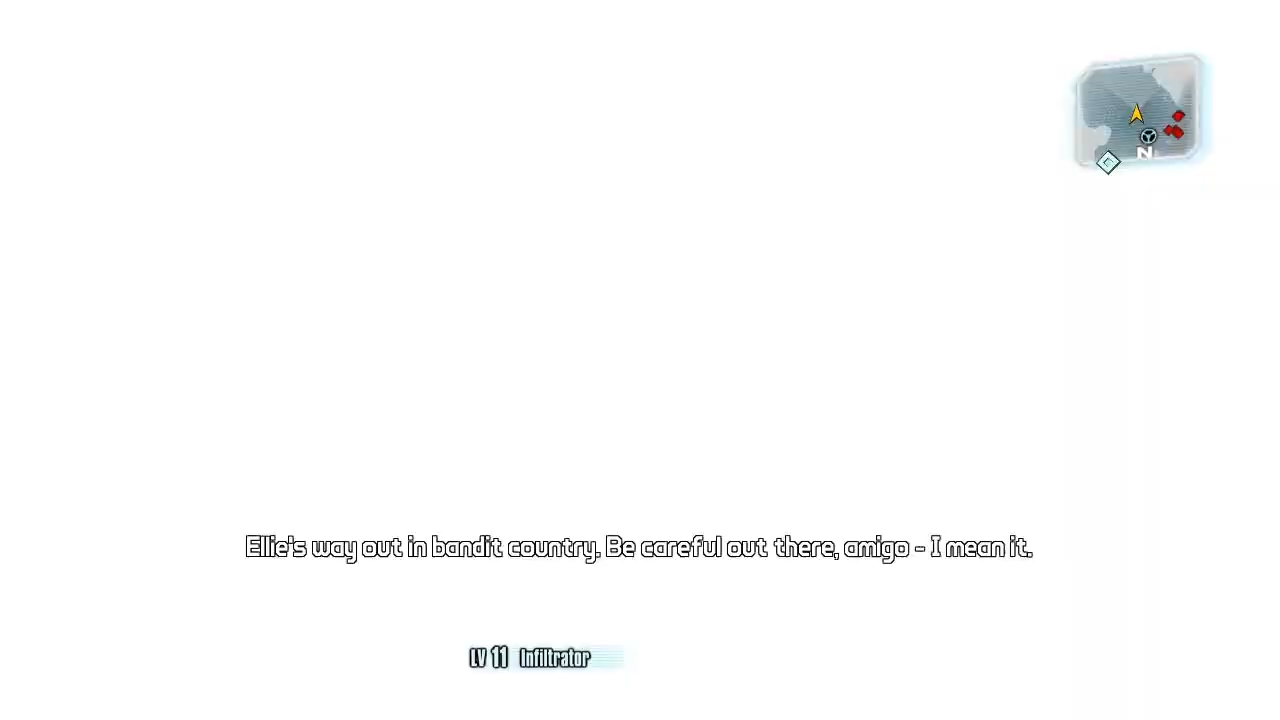 N
Ellie's way out in bandit country. Be careful out there, amigo - I mean it.
LV 11 Infiltrator